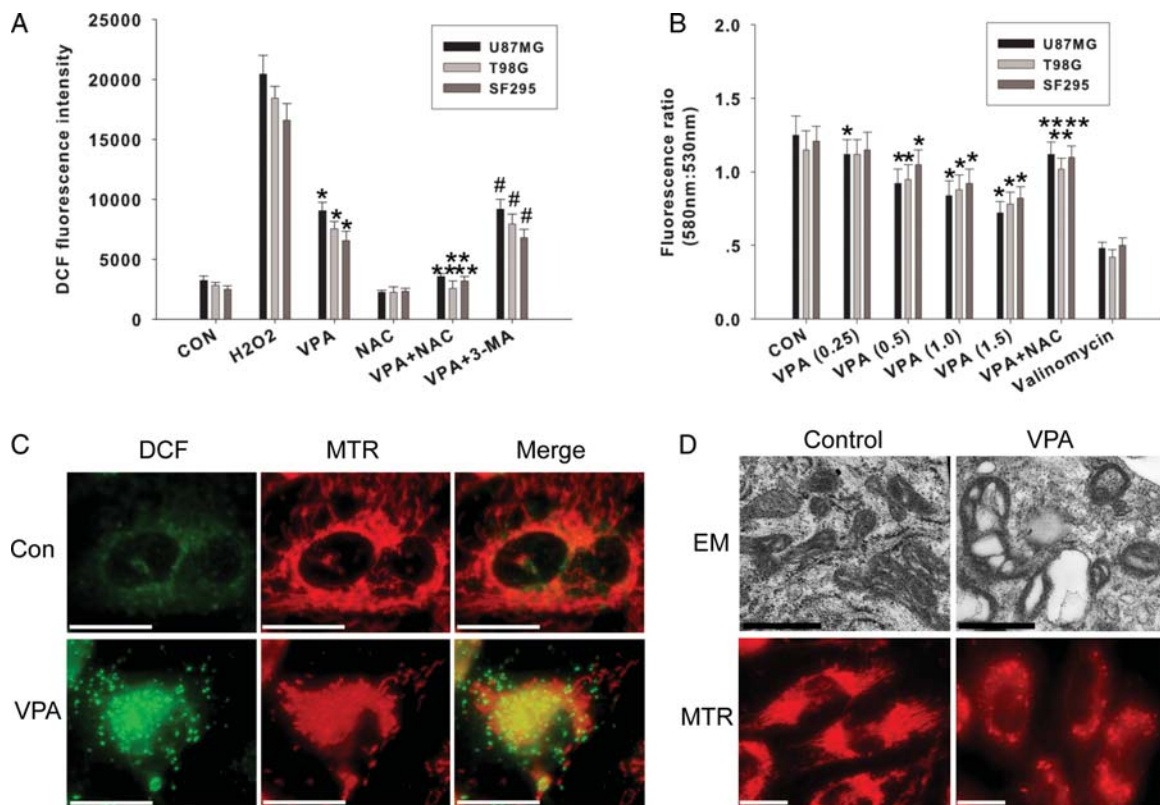 A
DCF fluorescence intensity
25000
20000
15000
10000
5000
0
U87MG
T98G
SF295
*
*
*
**
** ** **
#
#
#
CON
H2O2
VPA
NAC
VPA+NAC
VPA+3-MA
B
Fluorescence ratio
(580nm:530nm)
2.0
1.5
1.0
.5
0.0
U87MG
T98G
SF295
*
**
*
* * *
* * *
****
**
CON
VPA (0.25)
VPA (0.5)
VPA (1.0)
VPA (1.5)
VPA+NAC
Valinomycin
C
DCF
MTR
Merge
Con
VPA
D
Control
VPA
EM
MTR